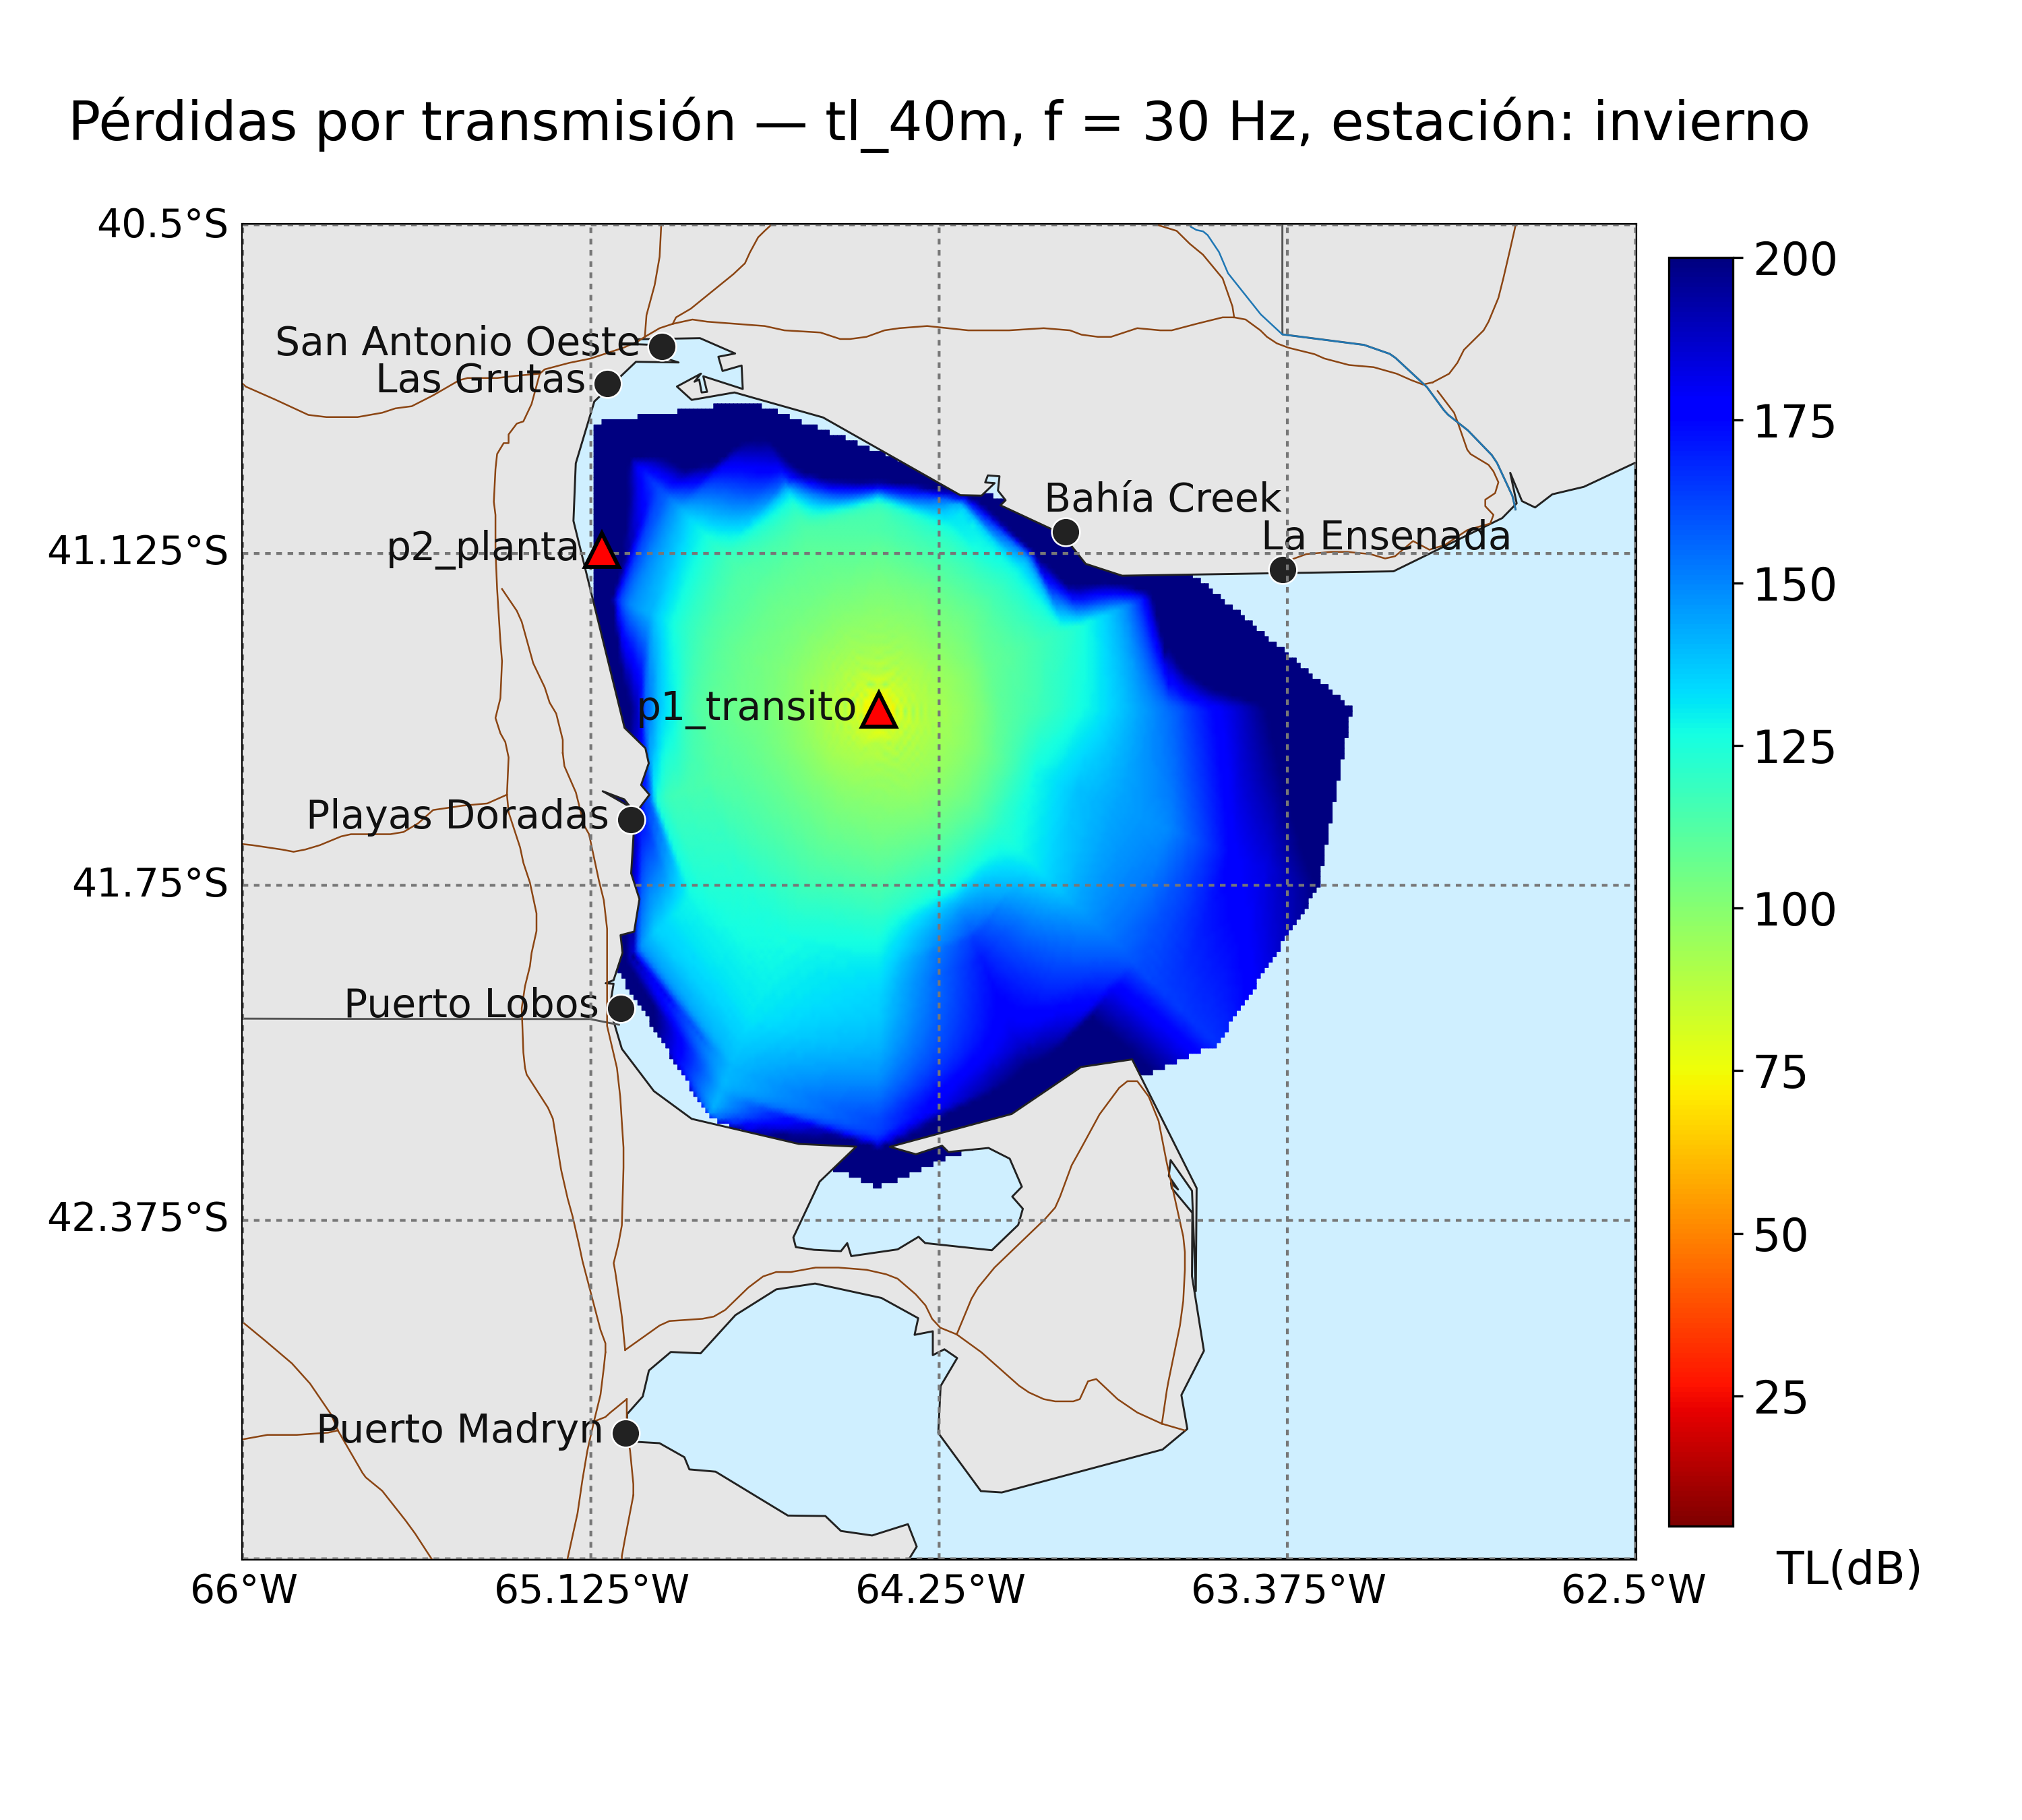 Pérdidas por transmisión — tl_40m, f = 30 Hz, estación: invierno
40.5°S
200
San Antonio Oeste
Las Grutas
175
Bahía Creek
La Ensenada
p2_planta
41.125°S
150
p1_transito
125
Playas Doradas
41.75°S
100
Puerto Lobos
75
42.375°S
50
25
Puerto Madryn
TL(dB)
66°W
65.125°W
64.25°W
63.375°W
62.5°W